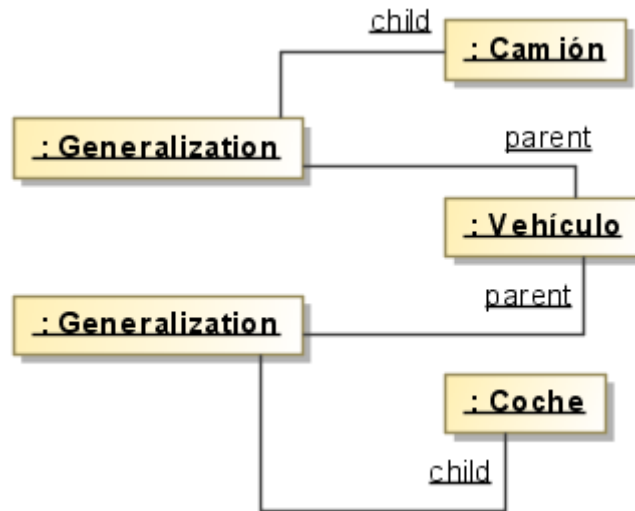 child
: Camión
: Generalization
parent
: Vehículo
parent
: Generalization
: Coche
child